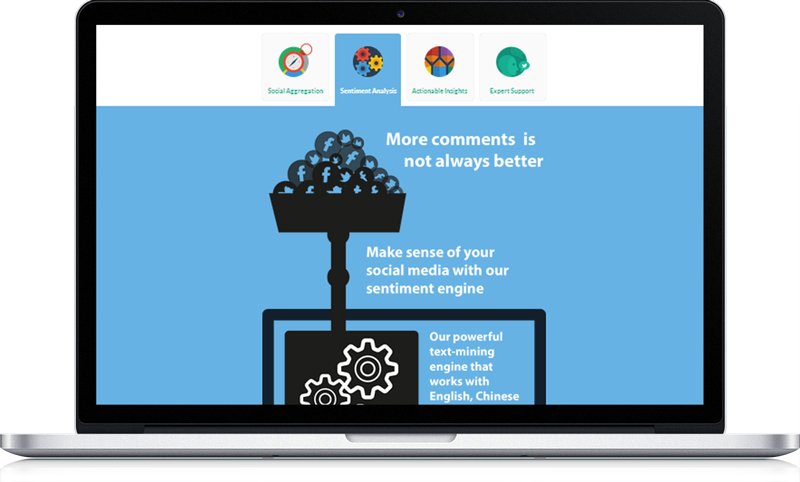 Social Aggregation
Sentiment Analysis
Actionable Insights
Expert Support
More comments is
not always better
Make sense of your
social media with our
sentiment engine
Our powerful
text-mining
engine that
works with
English, Chinese